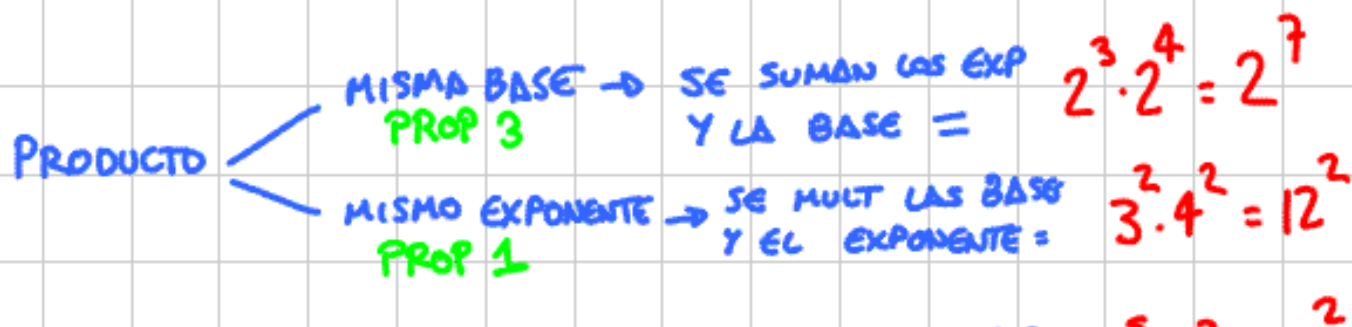 PRODUCTO
MISMA BASE → SE SUMAN LOS EXP
Y LA BASE =
PROP 3
2³·2⁴ = 2⁷
MISMO EXPONENTE → SE MULT LAS BASES
Y EL EXPONENTE =
PROP 1
3²·4² = 12²